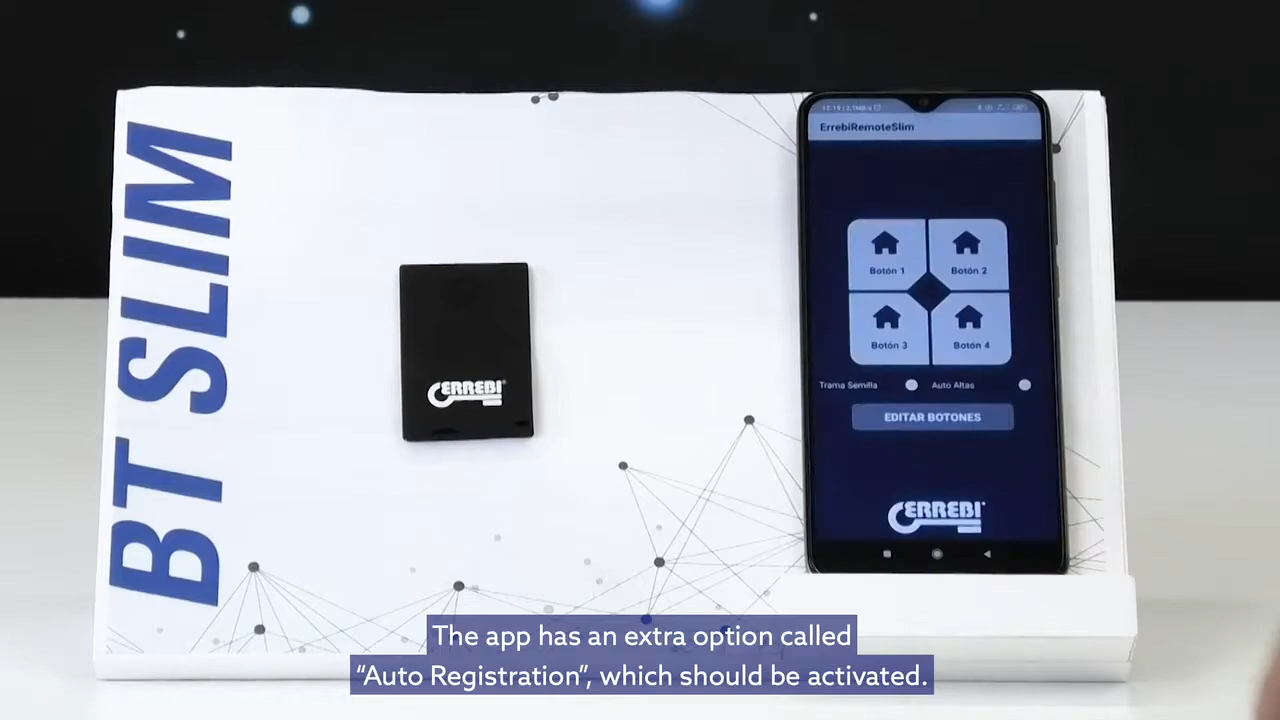 BT SLIM
ERREBI
ErrebiRemoteSlim
Botón 1
Botón 2
Botón 3
Botón 4
Trama Semilla
Auto Altas
EDITAR BOTONES
ERREBI
The app has an extra option called
“Auto Registration”, which should be activated.